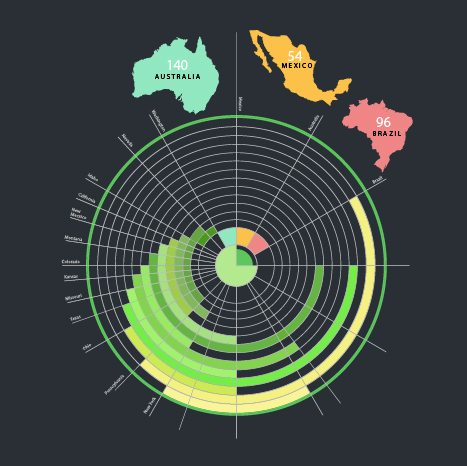 140
AUSTRALIA
54
MEXICO
96
BRAZIL
Mexico
Australia
Brazil
Washington
Nevada
Idaho
California
New
Mexico
Montana
Colorado
Kansas
Missouri
Texas
Ohio
Pennsylvania
New York